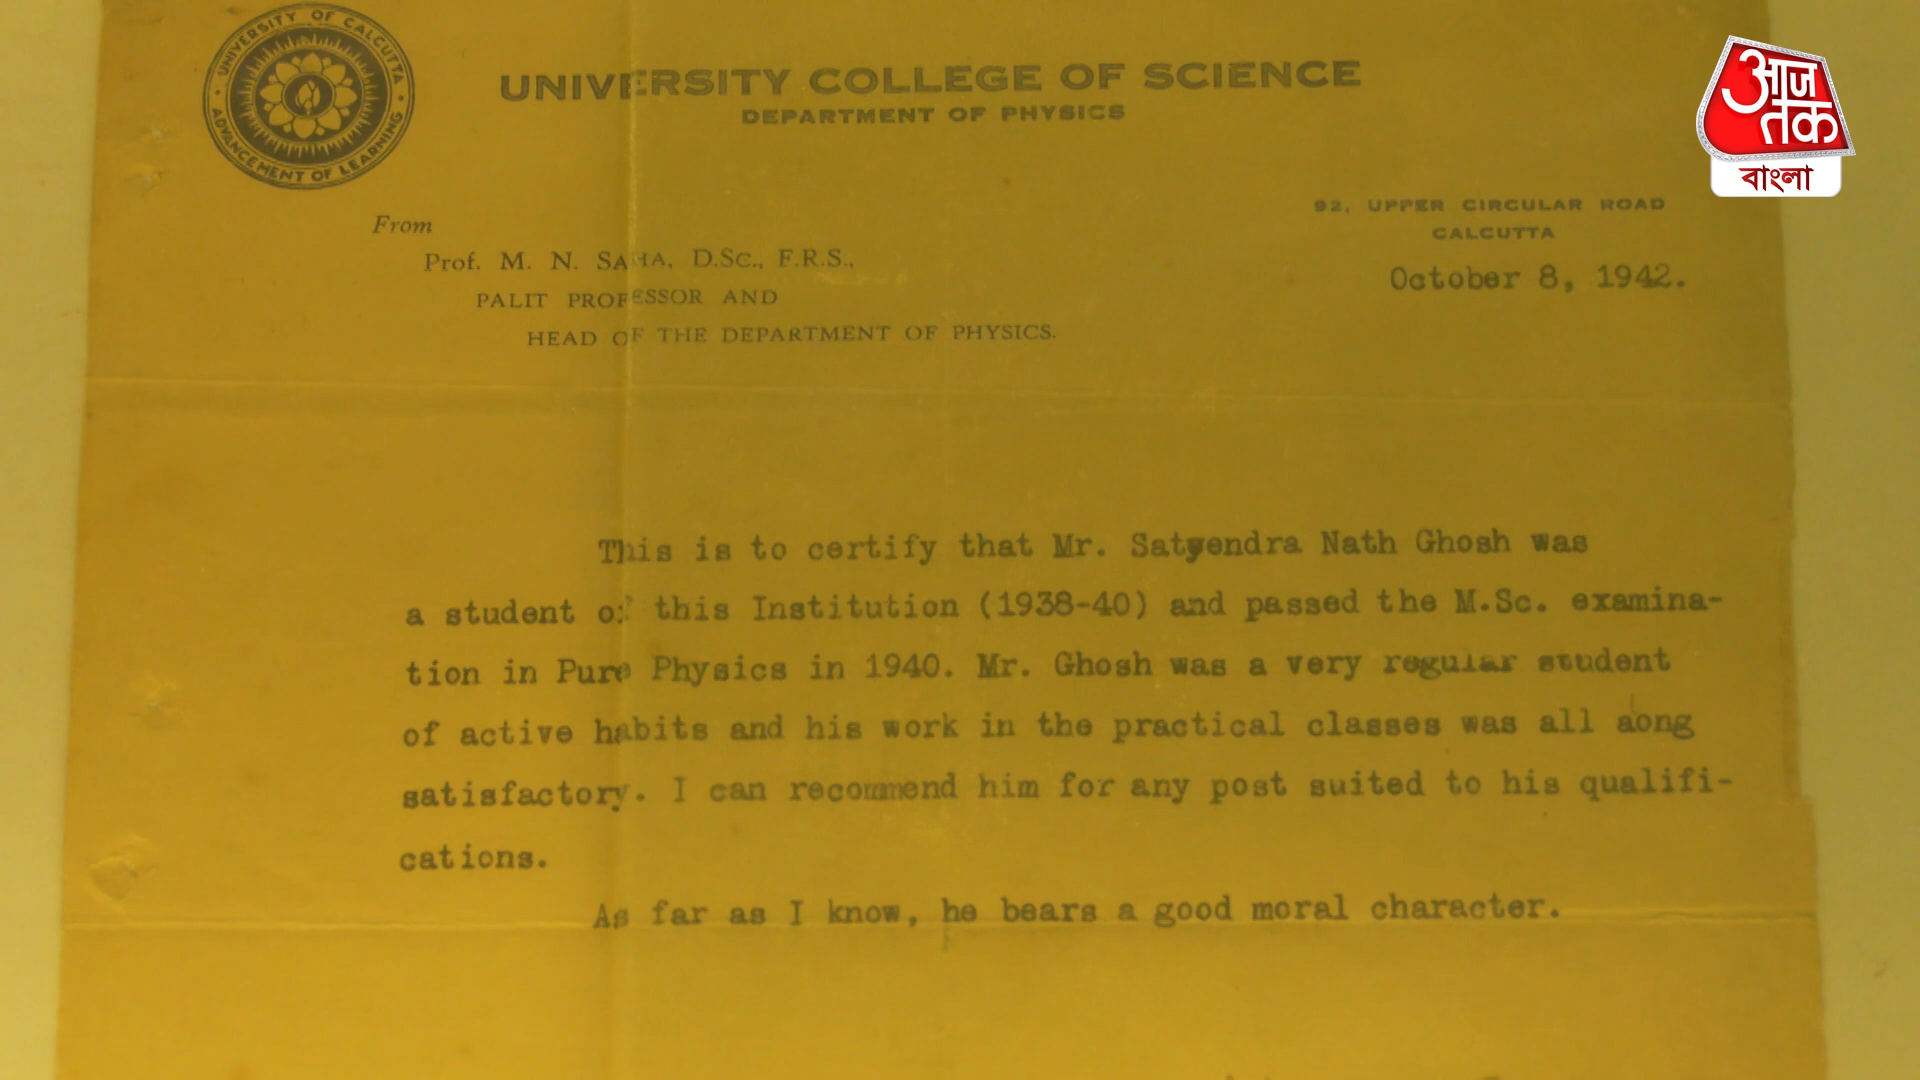 UNIVERSITY OF CALCUTTA
ADVANCEMENT OF LEARNING
UNIVERSITY COLLEGE OF SCIENCE
DEPARTMENT OF PHYSICS
आज
तक
বাংলা
92, UPPER CIRCULAR ROAD
CALCUTTA
October 8, 1942.
From
Prof. M. N. SAHA, D.Sc., F.R.S.,
PALIT PROFESSOR AND
HEAD OF THE DEPARTMENT OF PHYSICS.
This is to certify that Mr. Satyendra Nath Ghosh was
a student of this Institution (1938-40) and passed the M.Sc. examina-
tion in Pure Physics in 1940. Mr. Ghosh was a very regular student
of active habits and his work in the practical classes was all aong
satisfactory. I can recommend him for any post suited to his qualifi-
cations.
As far as I know, he bears a good moral character.